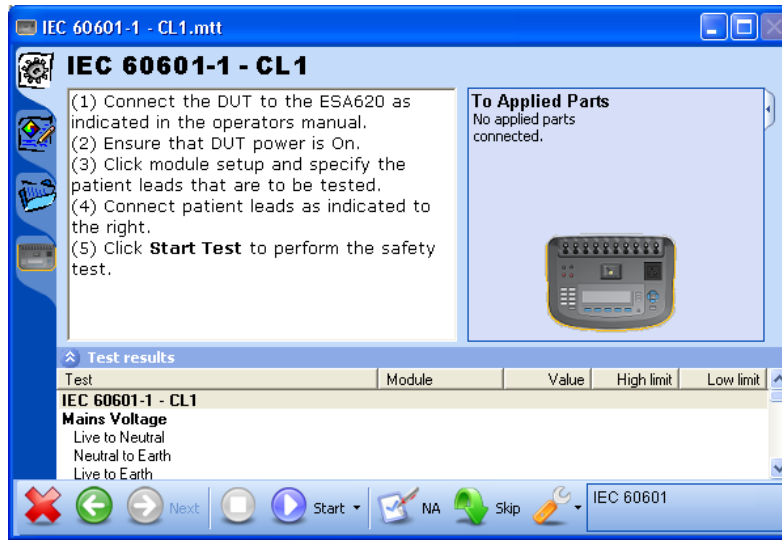 IEC 60601-1 - CL1.mtt
IEC 60601-1 - CL1
(1) Connect the DUT to the ESA620 as
indicated in the operators manual.
(2) Ensure that DUT power is On.
(3) Click module setup and specify the
patient leads that are to be tested.
(4) Connect patient leads as indicated to
the right.
(5) Click Start Test to perform the safety
test.
To Applied Parts
No applied parts
connected.
Test results
Test Module Value High limit Low limit
IEC 60601-1 - CL1
Mains Voltage
Live to Neutral
Neutral to Earth
Live to Earth
Next Start NA Skip IEC 60601